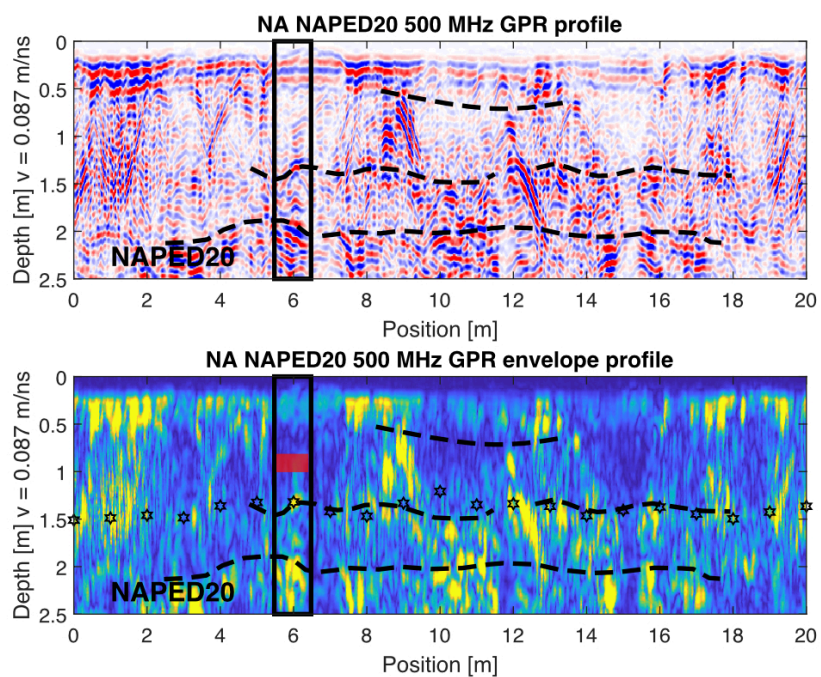 NA NAPED20 500 MHz GPR profile
Depth [m] v = 0.087 m/ns
0
0.5
1
1.5
2
2.5
NAPED20
0 2 4 6 8 10 12 14 16 18 20
Position [m]
NA NAPED20 500 MHz GPR envelope profile
Depth [m] v = 0.087 m/ns
0
0.5
1
1.5
2
2.5
NAPED20
0 2 4 6 8 10 12 14 16 18 20
Position [m]